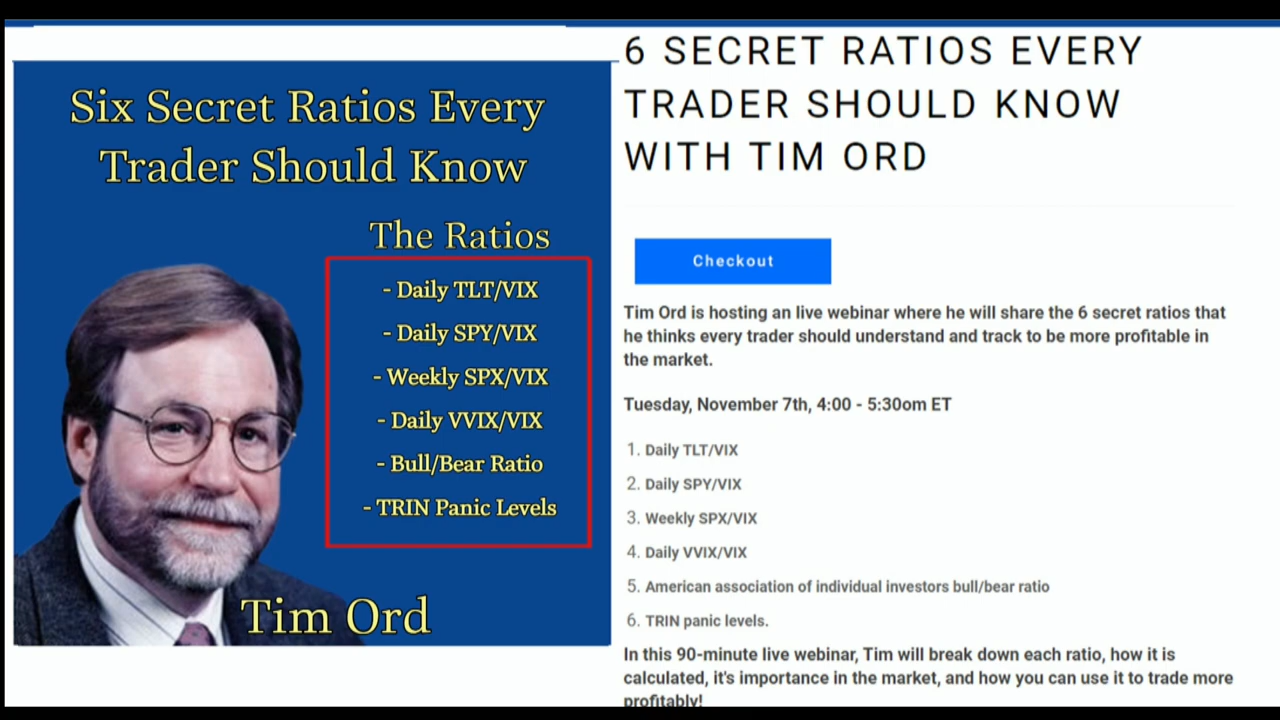 Six Secret Ratios Every
Trader Should Know
The Ratios
- Daily TLT/VIX
- Daily SPY/VIX
- Weekly SPX/VIX
- Daily VVIX/VIX
- Bull/Bear Ratio
- TRIN Panic Levels
Tim Ord
6 SECRET RATIOS EVERY
TRADER SHOULD KNOW
WITH TIM ORD
Checkout
Tim Ord is hosting an live webinar where he will share the 6 secret ratios that
he thinks every trader should understand and track to be more profitable in
the market.
Tuesday, November 7th, 4:00 - 5:30om ET
1. Daily TLT/VIX
2. Daily SPY/VIX
3. Weekly SPX/VIX
4. Daily VVIX/VIX
5. American association of individual investors bull/bear ratio
6. TRIN panic levels.
In this 90-minute live webinar, Tim will break down each ratio, how it is
calculated, it's importance in the market, and how you can use it to trade more
profitably!